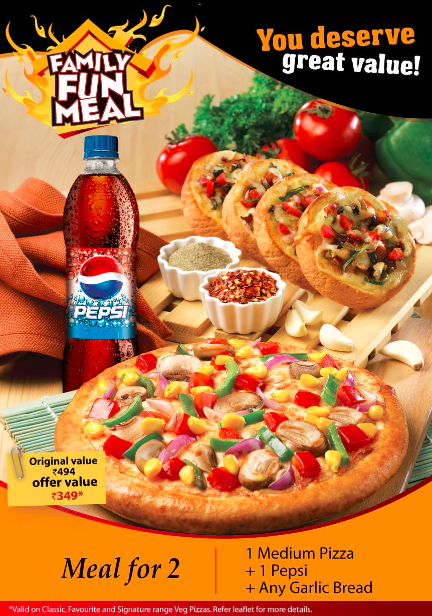 FAMILY
FUN
MEAL
You deserve
great value!
PEPSI
Original value
₹494
offer value
₹349*
Meal for 2
1 Medium Pizza
+ 1 Pepsi
+ Any Garlic Bread
*Valid on Classic, Favourite and Signature range Veg Pizzas. Refer leaflet for more details.